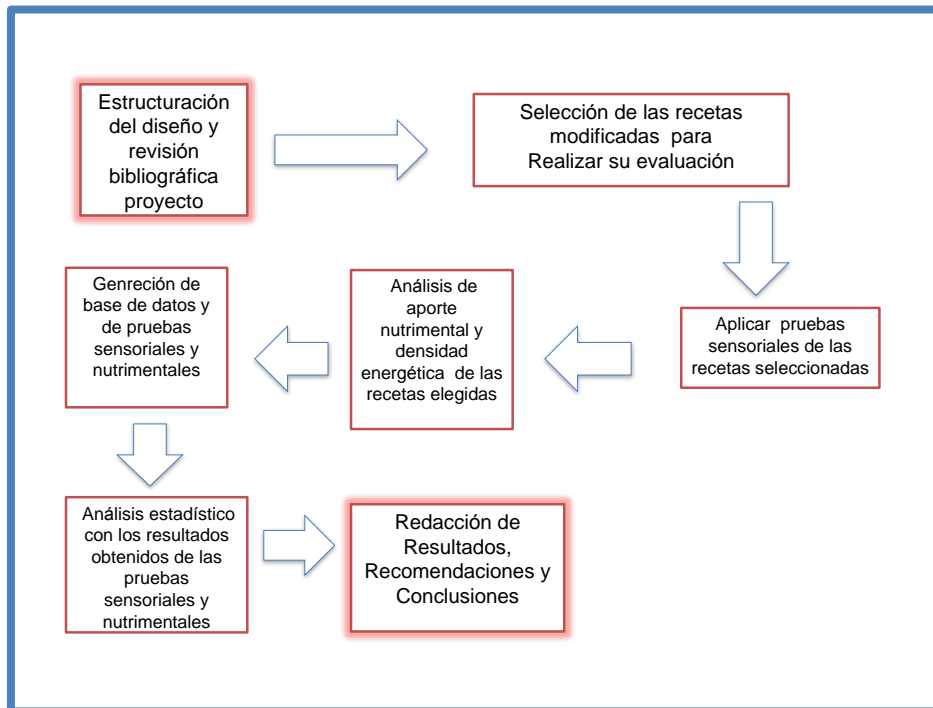 Estructuración
del diseño y
revisión
bibliográfica
proyecto
Selección de las recetas
modificadas para
Realizar su evaluación
Aplicar pruebas
sensoriales de las
recetas seleccionadas
Análisis de
aporte
nutrimental y
densidad
energética de las
recetas elegidas
Genreción de
base de datos y
de pruebas
sensoriales y
nutrimentales
Análisis estadístico
con los resultados
obtenidos de las
pruebas
sensoriales y
nutrimentales
Redacción de
Resultados,
Recomendaciones y
Conclusiones